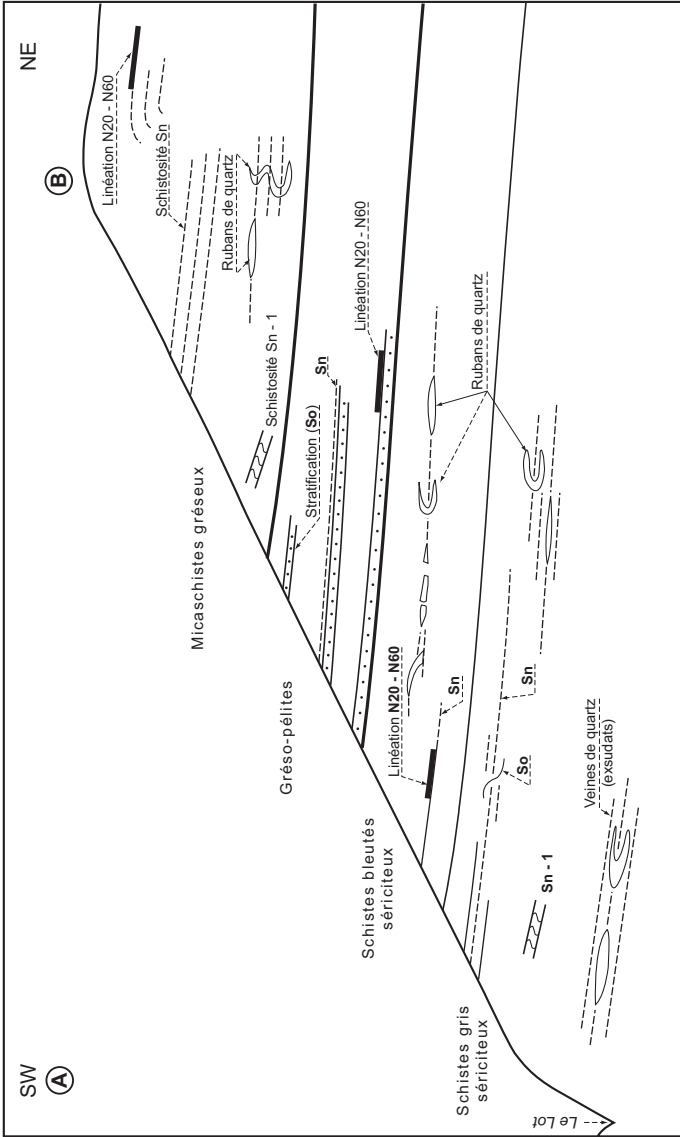 SW
A
NE
B
Linéation N20 - N60
Schistosité Sn
Rubans de quartz
Schistosité Sn - 1
Micaschistes gréseux
Stratification (So)
Sn
Linéation N20 - N60
Gréso-pélites
Rubans de quartz
Linéation N20 - N60
Sn
Schistes bleutés
sériciteux
Sn
So
Sn - 1
Veines de quartz
(exsudats)
Schistes gris
sériciteux
Le Lot